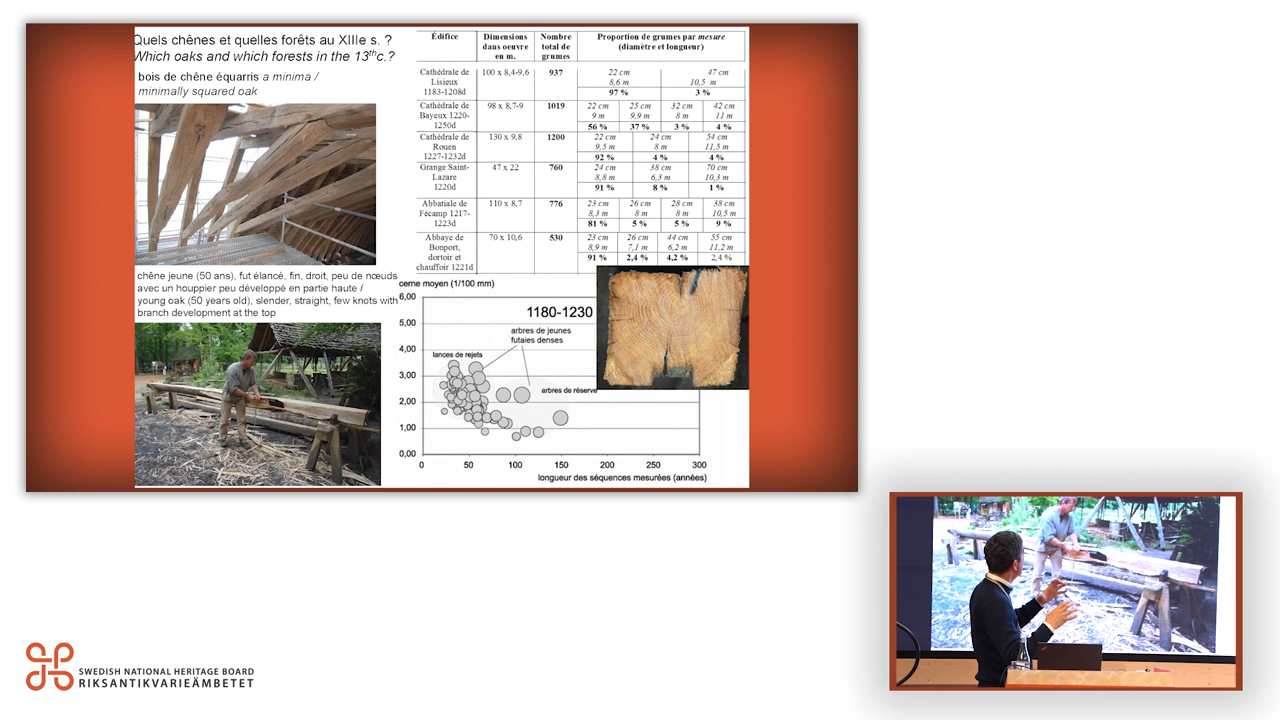 Quels chênes et quelles forêts au XIIIe s. ?
Which oaks and which forests in the 13thc.?
bois de chêne équarris a minima /
minimally squared oak
chêne jeune (50 ans), fut élancé, fin, droit, peu de nœuds
avec un houppier peu développé en partie haute /
young oak (50 years old), slender, straight, few knots with
branch development at the top
Édifice Dimensions dans oeuvre en m. Nombre total de grumes Proportion de grumes par mesure (diamètre et longueur)
Cathédrale de Lisieux 1183-1208d 100 x 8,4-9,6 937
22 cm 47 cm
8,6 m 10,5 m
97 % 3 %
Cathédrale de Bayeux 1220-1250d 98 x 8,7-9 1019
22 cm 25 cm 32 cm 42 cm
9 m 9,9 m 8 m 11 m
56 % 37 % 3 % 4 %
Cathédrale de Rouen 1227-1232d 130 x 9,8 1200
22 cm 24 cm 54 cm
9,5 m 8 m 11,5 m
92 % 4 % 4 %
Grange Saint-Lazare 1220d 47 x 22 760
24 cm 38 cm 70 cm
8,8 m 6,3 m 10,3 m
91 % 8 % 1 %
Abbatiale de Fécamp 1217-1223d 110 x 8,7 776
23 cm 26 cm 28 cm 38 cm
8,3 m 8 m 8 m 10,5 m
81 % 5 % 5 % 9 %
Abbaye de Bonport, dortoir et chauffoir 1221d 70 x 10,6 530
23 cm 26 cm 44 cm 55 cm
8,9 m 7,1 m 6,2 m 11,2 m
91 % 2,4 % 4,2 % 2,4 %
cerne moyen (1/100 mm)
6,00
5,00
4,00
3,00
2,00
1,00
0,00
1180-1230
arbres de jeunes
futaies denses
lances de rejets
arbres de réserve
0 50 100 150 200 250 300
longueur des séquences mesurées (années)
SWEDISH NATIONAL HERITAGE BOARD
RIKSANTIKVARIEÄMBETET